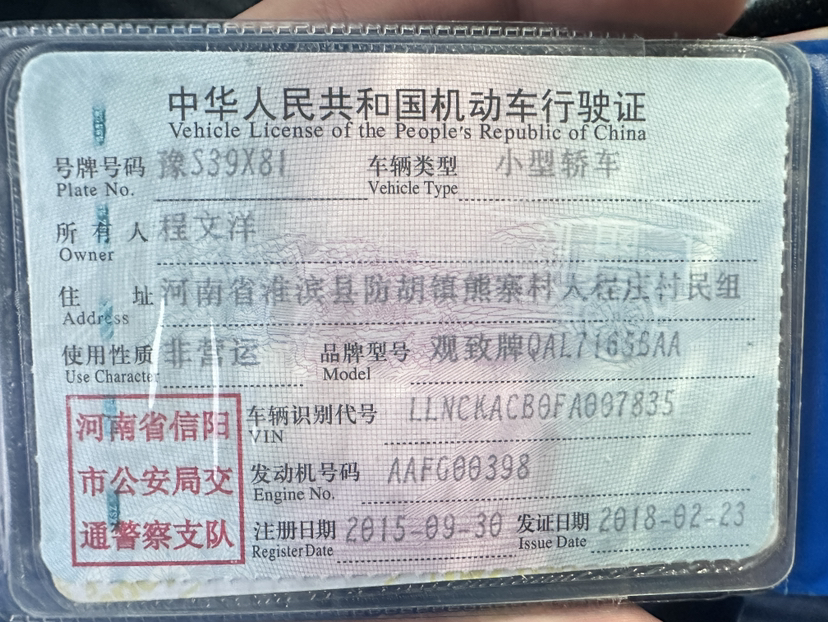 中华人民共和国机动车行驶证
Vehicle License of the People's Republic of China
号牌号码 豫S39X81 车辆类型 小型轿车
Plate No. Vehicle Type
所有人 程文洋
Owner
住址 河南省淮滨县防胡镇熊寨村大程庄村民组
Address
使用性质 非营运 品牌型号 观致牌QAL7165BAA
Use Character Model
车辆识别代号 LLNCKACB0FA007835
VIN
发动机号码 AAFG00398
Engine No.
注册日期 2015-09-30 发证日期 2018-02-23
Register Date Issue Date
河南省信阳
市公安局交
通警察支队